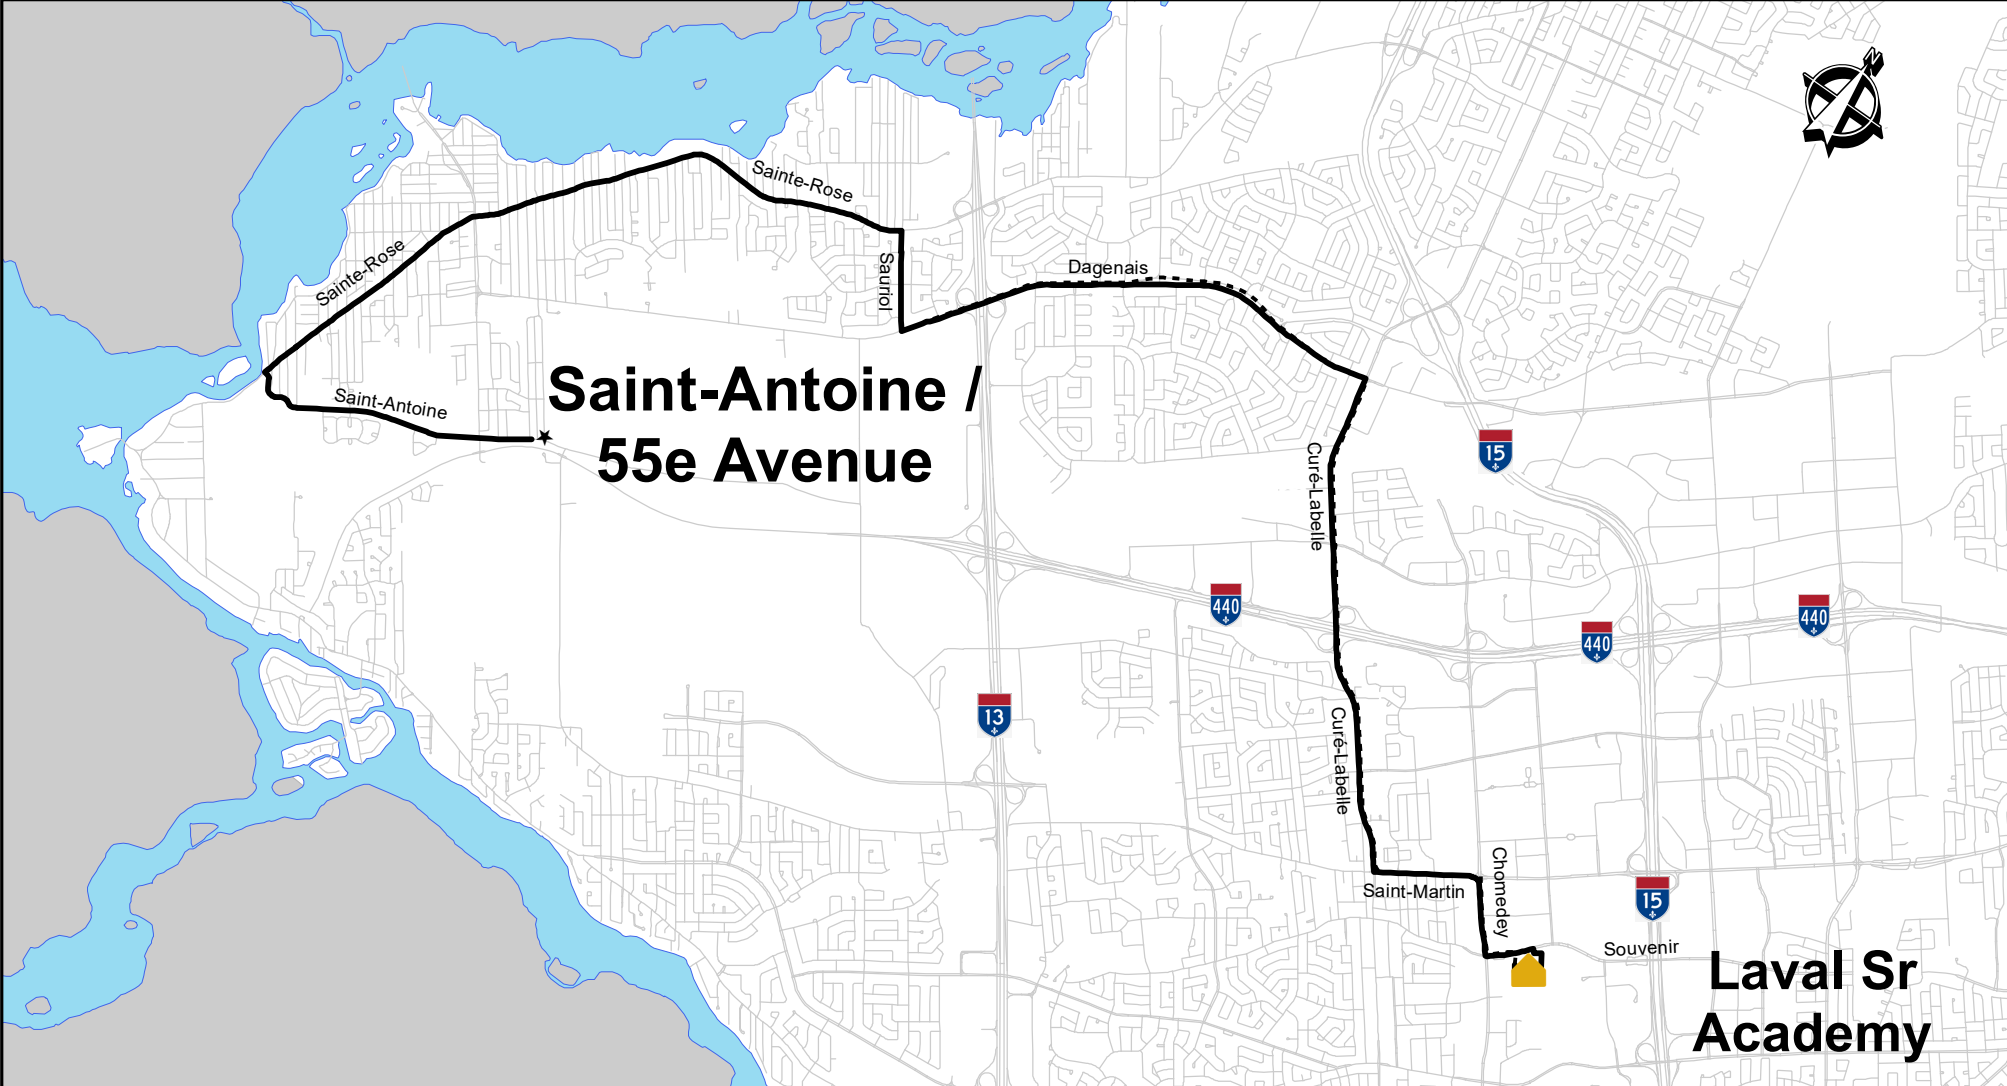 N
Sainte-Rose
Sainte-Rose
Sauriol
Dagenais
Saint-Antoine
Saint-Antoine /
55e Avenue
Curé-Labelle
15
440
440
440
13
Curé-Labelle
Saint-Martin
Chomedey
15
Souvenir
Laval Sr
Academy